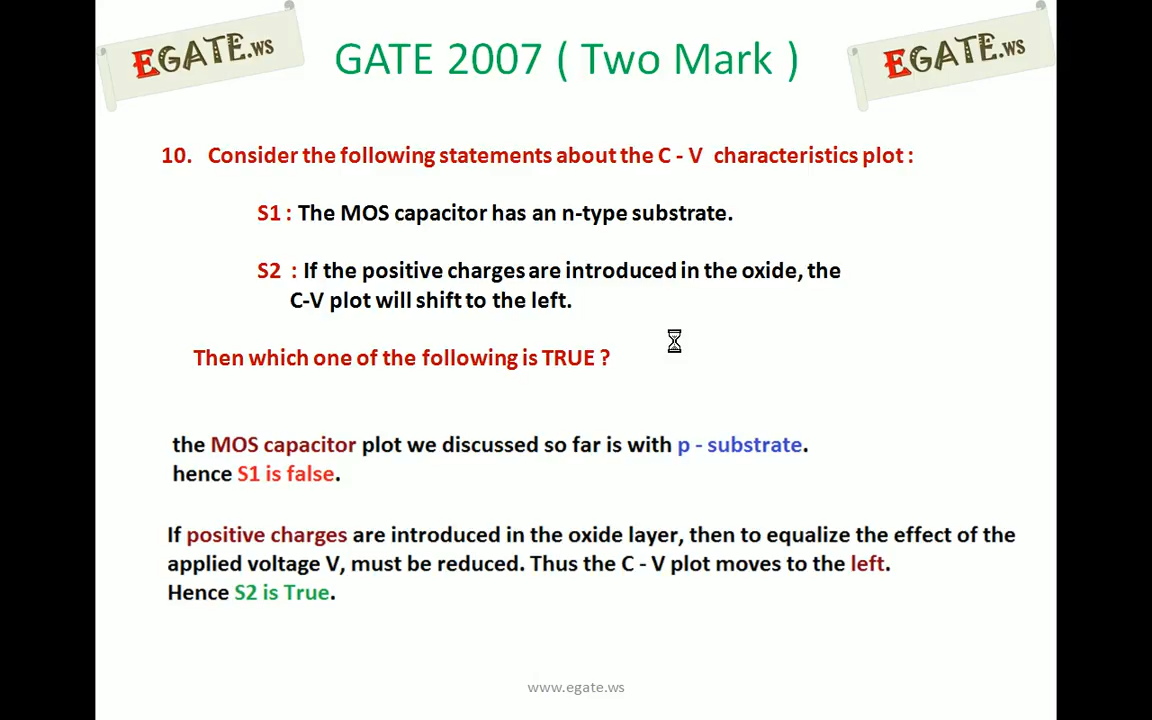 EGATE.ws
GATE 2007 ( Two Mark )
EGATE.ws
10. Consider the following statements about the C - V characteristics plot :
S1 : The MOS capacitor has an n-type substrate.
S2 : If the positive charges are introduced in the oxide, the
C-V plot will shift to the left.
Then which one of the following is TRUE ?
the MOS capacitor plot we discussed so far is with p - substrate.
hence S1 is false.
If positive charges are introduced in the oxide layer, then to equalize the effect of the
applied voltage V, must be reduced. Thus the C - V plot moves to the left.
Hence S2 is True.
www.egate.ws